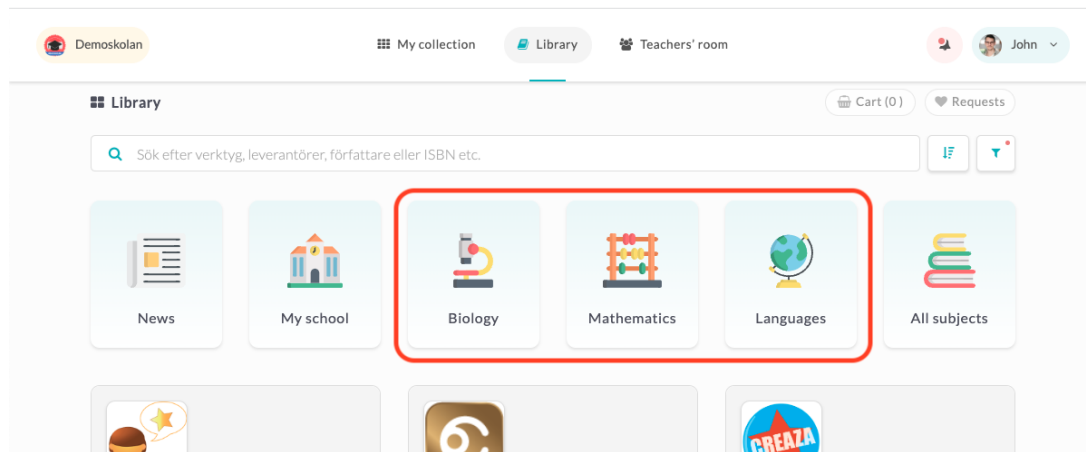 Demoskolan
My collection
Library
Teachers' room
John
Library
Cart (0 )
Requests
Sök efter verktyg, leverantörer, författare eller ISBN etc.
News
My school
Biology
Mathematics
Languages
All subjects
CREAZA